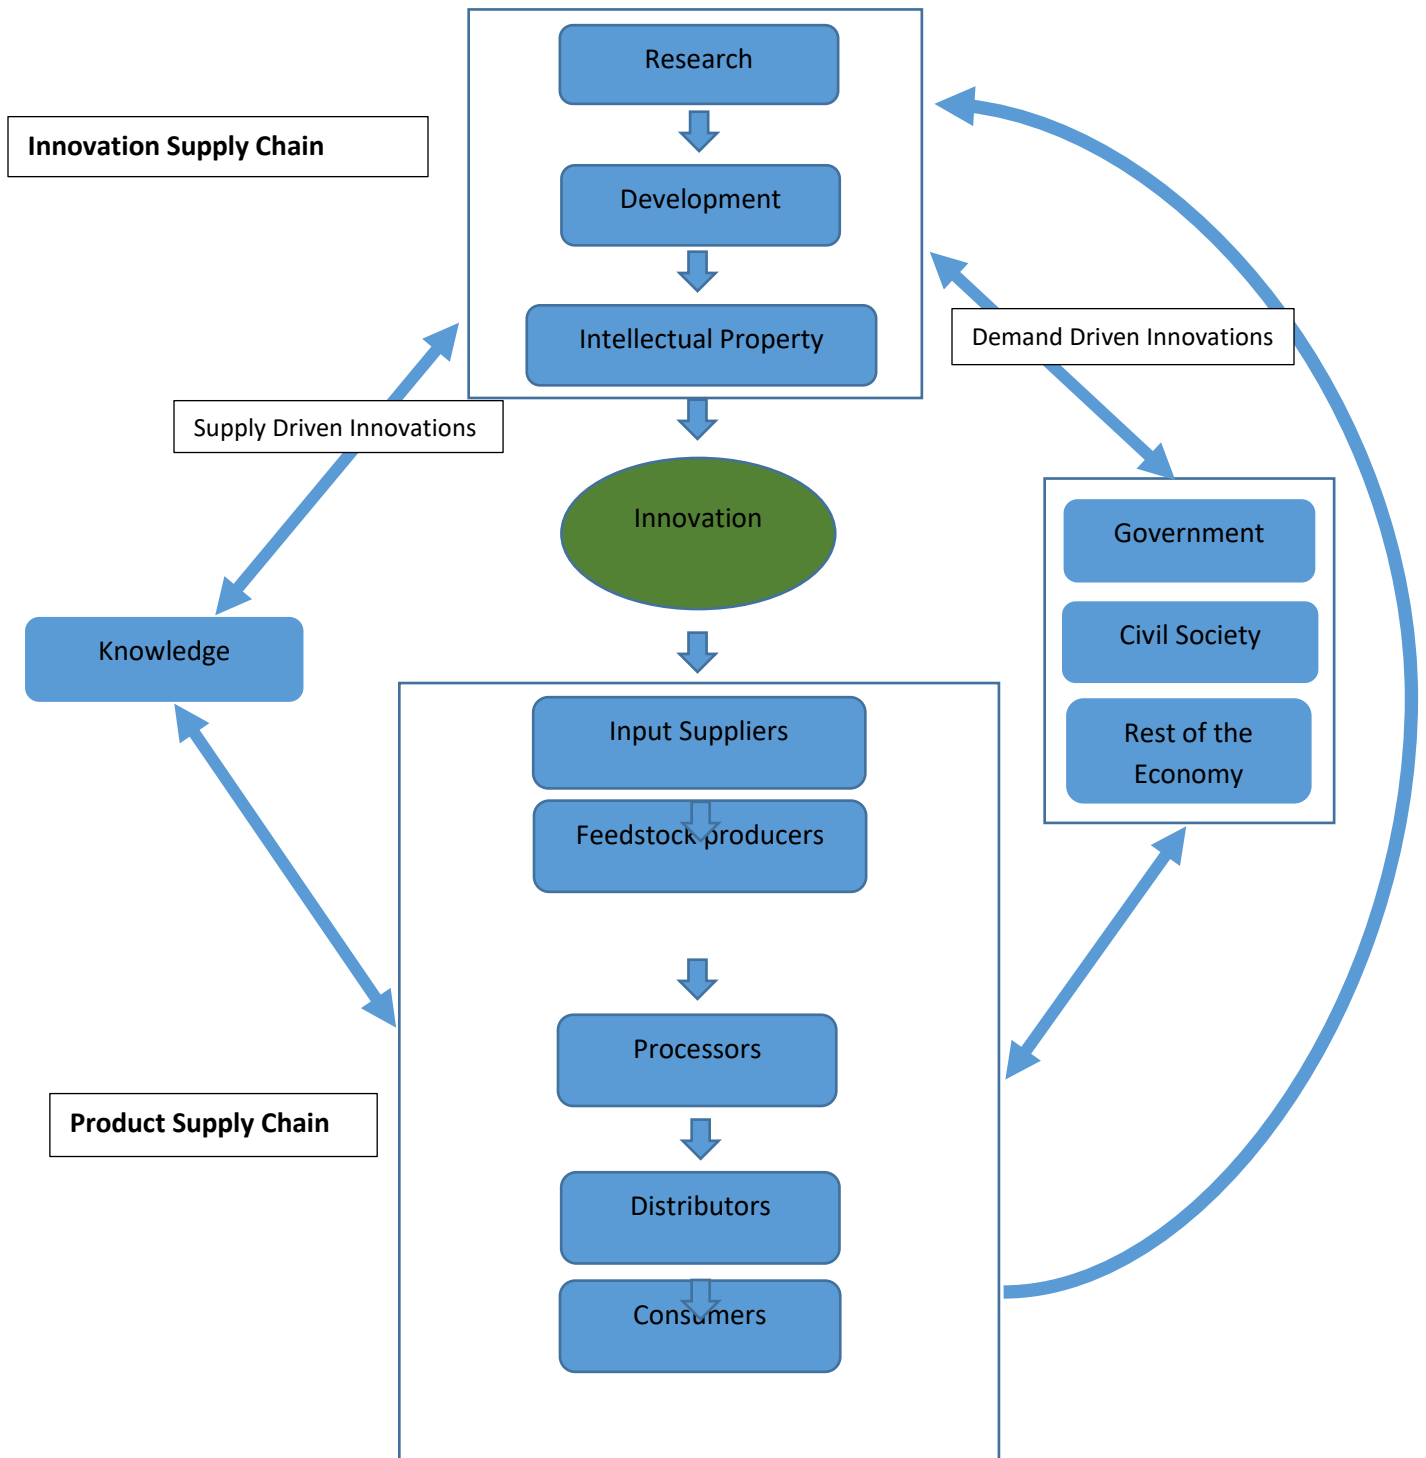 Research
Innovation Supply Chain
Development
Intellectual Property
Demand Driven Innovations
Supply Driven Innovations
Innovation
Government
Civil Society
Knowledge
Input Suppliers
Rest of the
Economy
Feedstock producers
Processors
Product Supply Chain
Distributors
Consumers